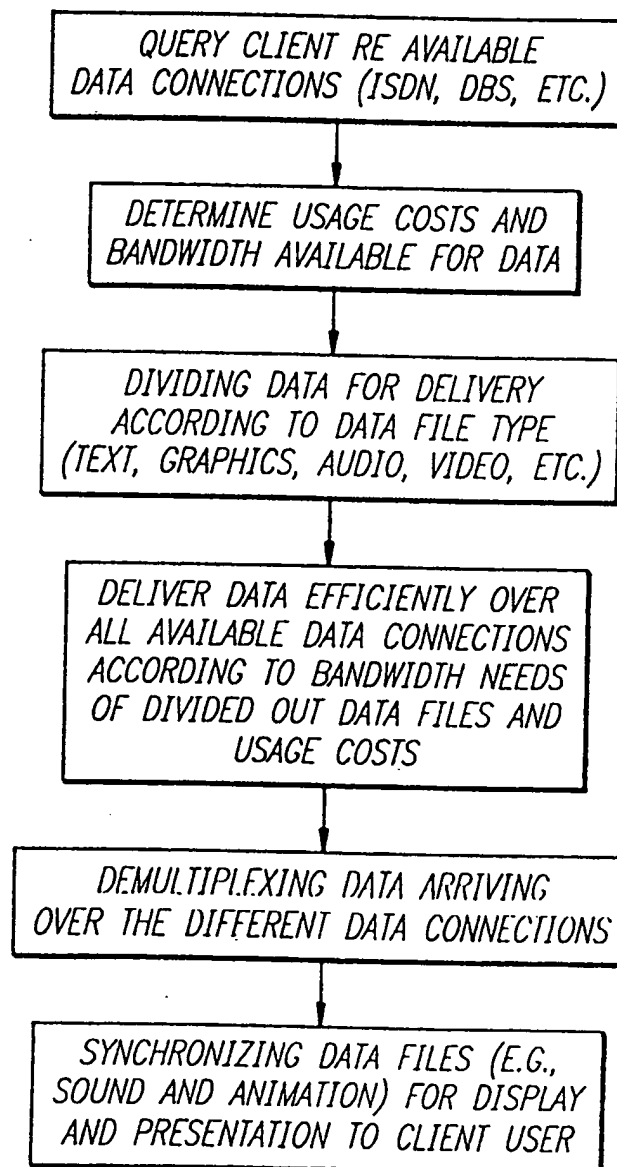 QUERY CLIENT RE AVAILABLE
DATA CONNECTIONS (ISDN, DBS, ETC.)
DETERMINE USAGE COSTS AND
BANDWIDTH AVAILABLE FOR DATA
DIVIDING DATA FOR DELIVERY
ACCORDING TO DATA FILE TYPE
(TEXT, GRAPHICS, AUDIO, VIDEO, ETC.)
DELIVER DATA EFFICIENTLY OVER
ALL AVAILABLE DATA CONNECTIONS
ACCORDING TO BANDWIDTH NEEDS
OF DIVIDED OUT DATA FILES AND
USAGE COSTS
DEMULTIPLEXING DATA ARRIVING
OVER THE DIFFERENT DATA CONNECTIONS
SYNCHRONIZING DATA FILES (E.G.,
SOUND AND ANIMATION) FOR DISPLAY
AND PRESENTATION TO CLIENT USER